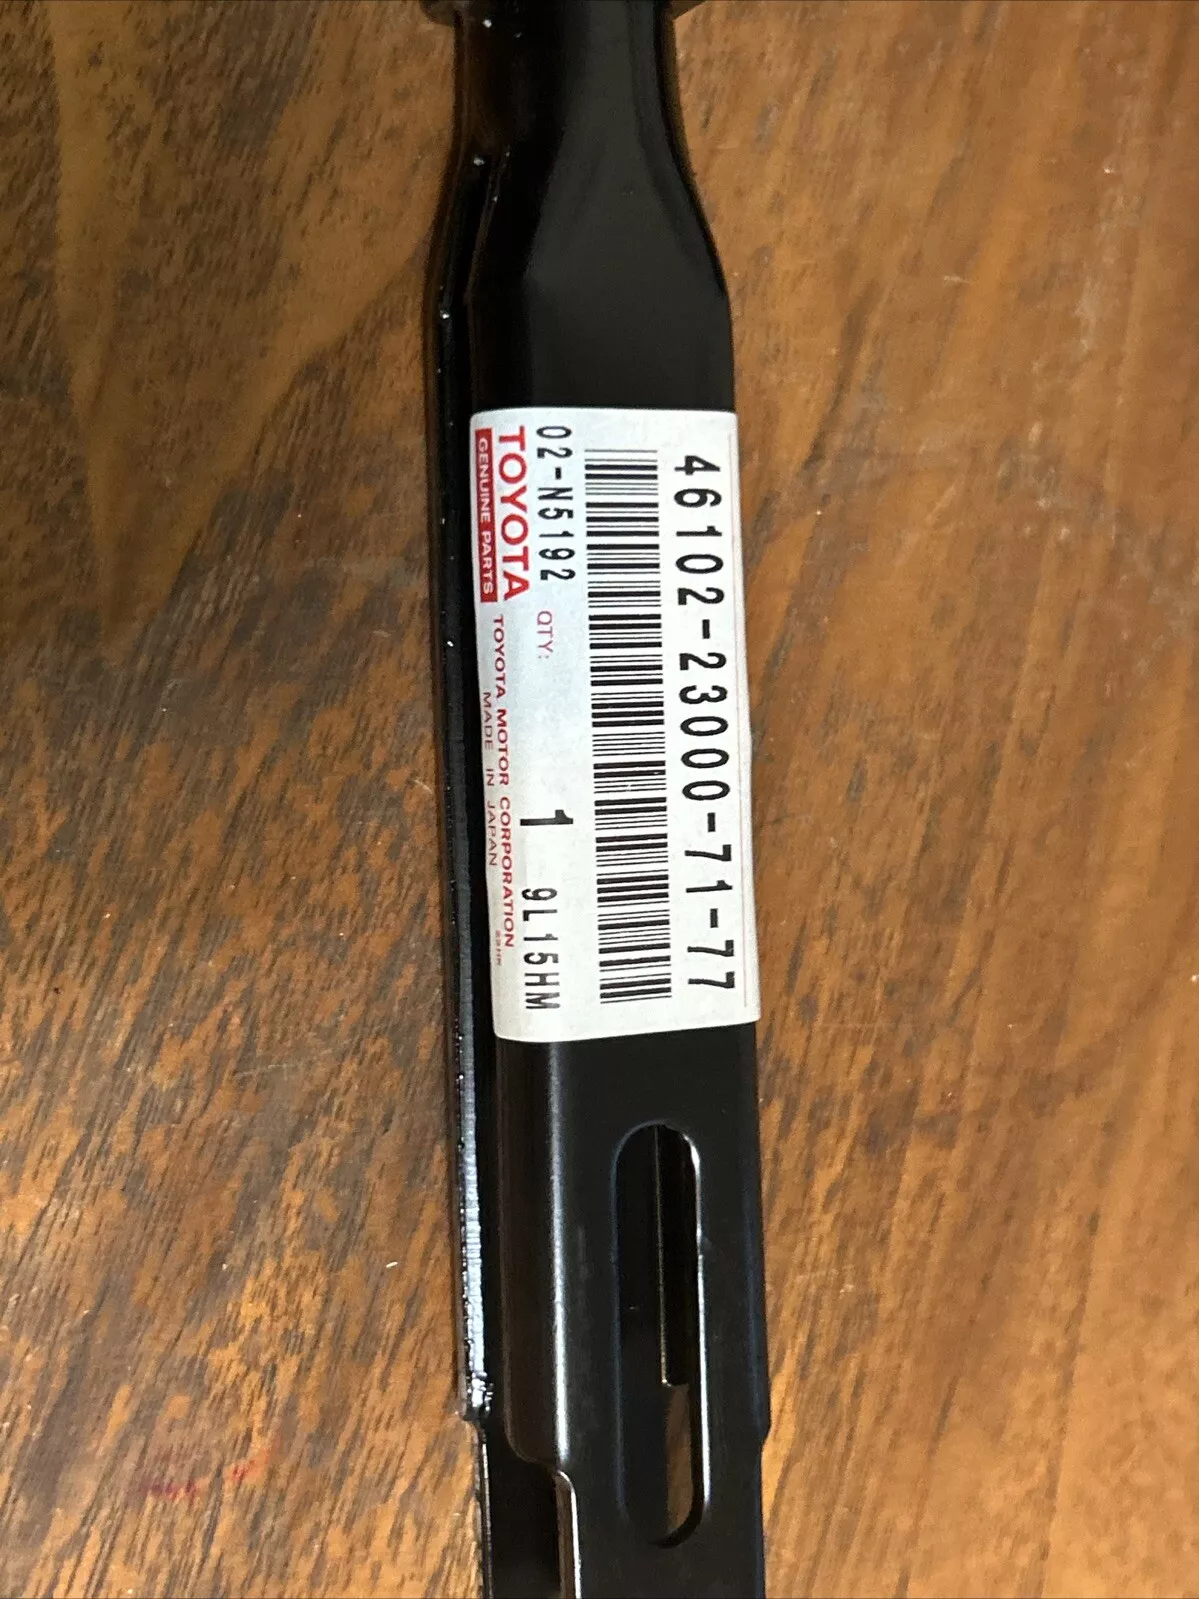 46102-23000-71-77
02-N5192 QTY: 1 9L15HM
TOYOTA
GENUINE PARTS
TOYOTA MOTOR CORPORATION
MADE IN JAPAN